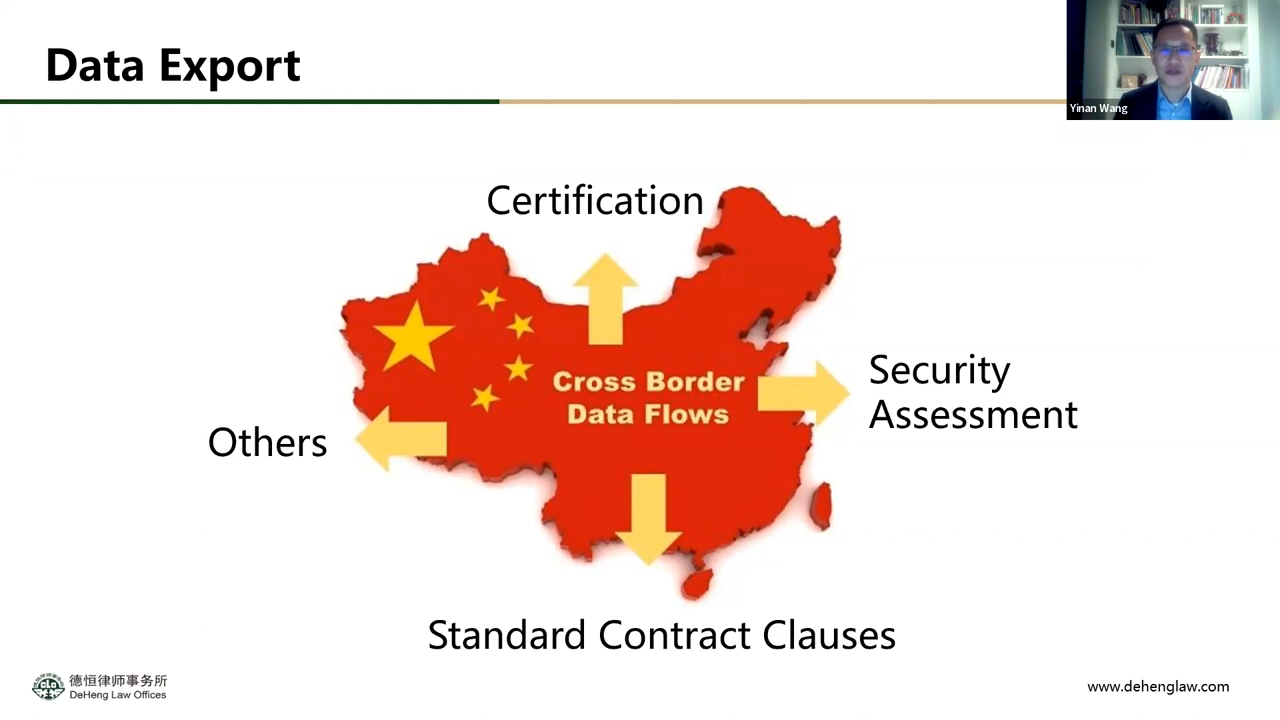 Data Export
Yinan Wang
Certification
Cross Border
Data Flows
Security
Assessment
Others
Standard Contract Clauses
德恒律师事务所
DeHeng Law Offices
www.dehenglaw.com